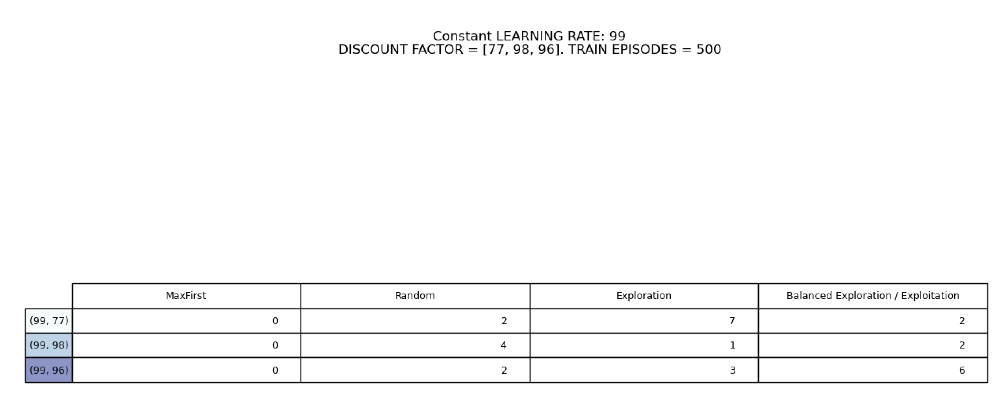 Constant LEARNING RATE: 99
DISCOUNT FACTOR = [77, 98, 96]. TRAIN EPISODES = 500
MaxFirst Random Exploration Balanced Exploration / Exploitation
(99, 77) 0 2 7 2
(99, 98) 0 4 1 2
(99, 96) 0 2 3 6